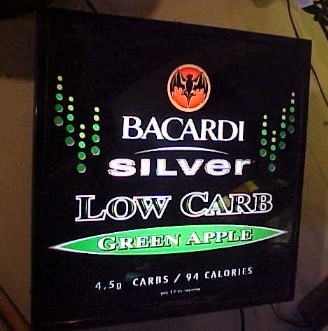 BACARDI
SILVER
LOW CARB
GREEN APPLE
4.5g CARBS / 94 CALORIES